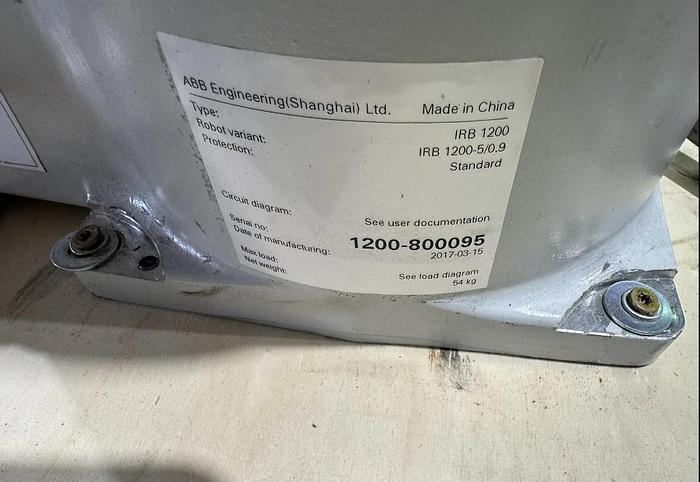 ABB Engineering(Shanghai) Ltd. Made in China
Type: IRB 1200
Robot variant: IRB 1200-5/0.9
Protection: Standard
Circuit diagram: See user documentation
Serial no: 1200-800095
Date of manufacturing: 2017-03-15
Max load: See load diagram
Net weight: 54 kg